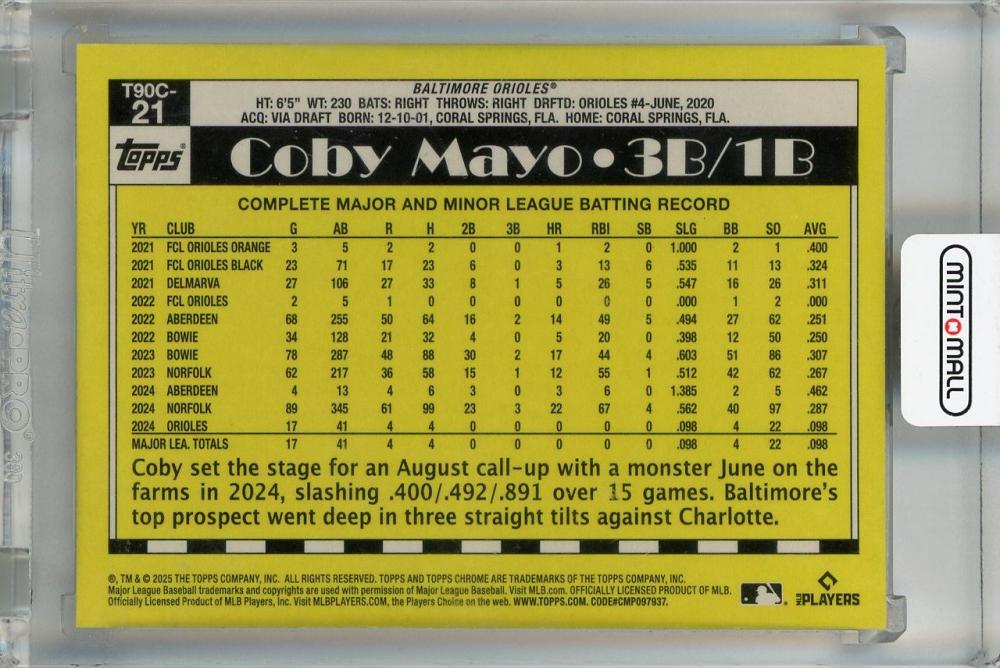 T90C-
21
BALTIMORE ORIOLES®
HT: 6'5" WT: 230 BATS: RIGHT THROWS: RIGHT DRFTD: ORIOLES #4-JUNE, 2020
ACQ: VIA DRAFT BORN: 12-10-01, CORAL SPRINGS, FLA. HOME: CORAL SPRINGS, FLA.
topps®
Coby Mayo • 3B/1B
COMPLETE MAJOR AND MINOR LEAGUE BATTING RECORD
YR CLUB G AB R H 2B 3B HR RBI SB SLG BB SO AVG
2021 FCL ORIOLES ORANGE 3 5 2 2 0 0 1 2 0 1.000 2 1 .400
2021 FCL ORIOLES BLACK 23 71 17 23 6 0 3 13 6 .535 11 13 .324
2021 DELMARVA 27 106 27 33 8 1 5 26 5 .547 16 26 .311
2022 FCL ORIOLES 2 5 1 0 0 0 0 0 0 .000 1 2 .000
2022 ABERDEEN 68 255 50 64 16 2 14 49 5 .494 27 62 .251
2022 BOWIE 34 128 21 32 4 0 5 20 0 .398 12 50 .250
2023 BOWIE 78 287 48 88 30 2 17 44 4 .603 51 86 .307
2023 NORFOLK 62 217 36 58 15 1 12 55 1 .512 42 62 .267
2024 ABERDEEN 4 13 4 6 3 0 3 6 0 1.385 2 5 .462
2024 NORFOLK 89 345 61 99 23 3 22 67 4 .562 40 97 .287
2024 ORIOLES 17 41 4 4 0 0 0 0 0 .098 4 22 .098
MAJOR LEA. TOTALS 17 41 4 4 0 0 0 0 0 .098 4 22 .098
Coby set the stage for an August call-up with a monster June on the
farms in 2024, slashing .400/.492/.891 over 15 games. Baltimore's
top prospect went deep in three straight tilts against Charlotte.
®, TM & © 2025 THE TOPPS COMPANY, INC. ALL RIGHTS RESERVED. TOPPS AND TOPPS CHROME ARE TRADEMARKS OF THE TOPPS COMPANY, INC.
Major League Baseball trademarks and copyrights are used with permission of Major League Baseball. Visit MLB.com. OFFICIALLY LICENSED PRODUCT OF MLB.
Officially Licensed Product of MLB Players, Inc. Visit MLBPLAYERS.com, the Players Choice on the web. WWW.TOPPS.COM. CODE#CMP097937.
MLB PLAYERS
MINT MALL